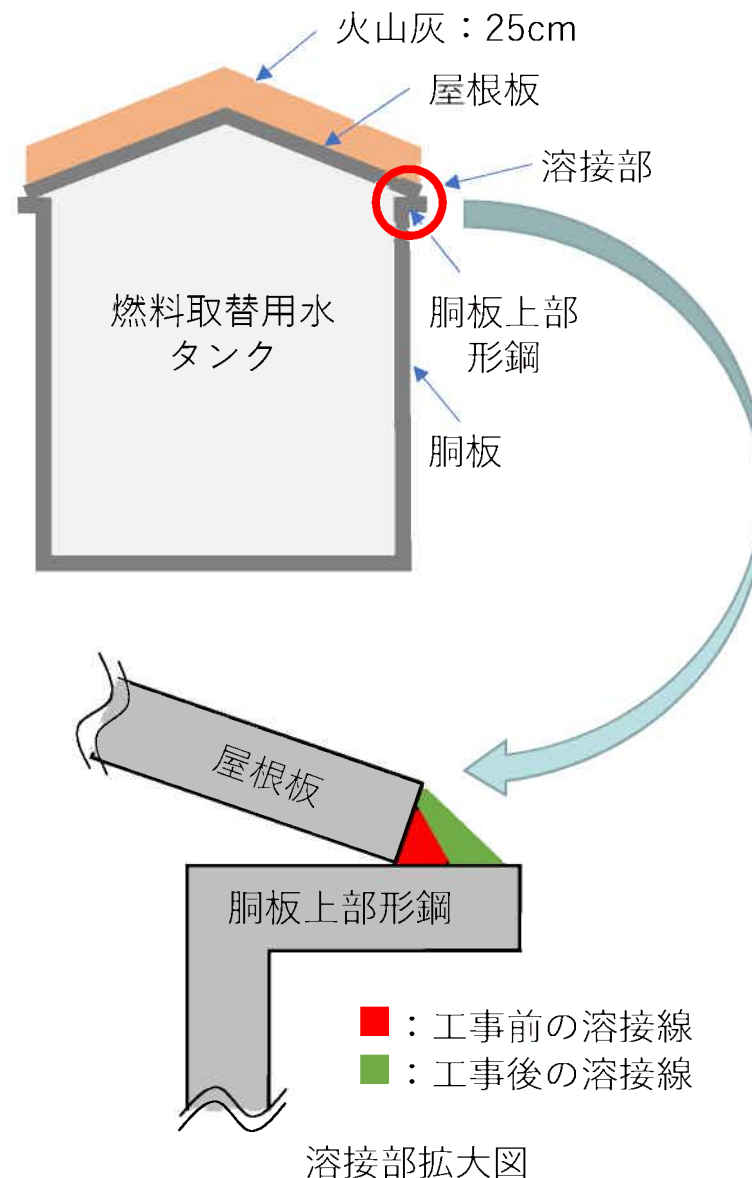 火山灰：25cm
屋根板
溶接部
燃料取替用水
タンク
胴板上部
形鋼
胴板
屋根板
胴板上部形鋼
：工事前の溶接線
：工事後の溶接線
溶接部拡大図